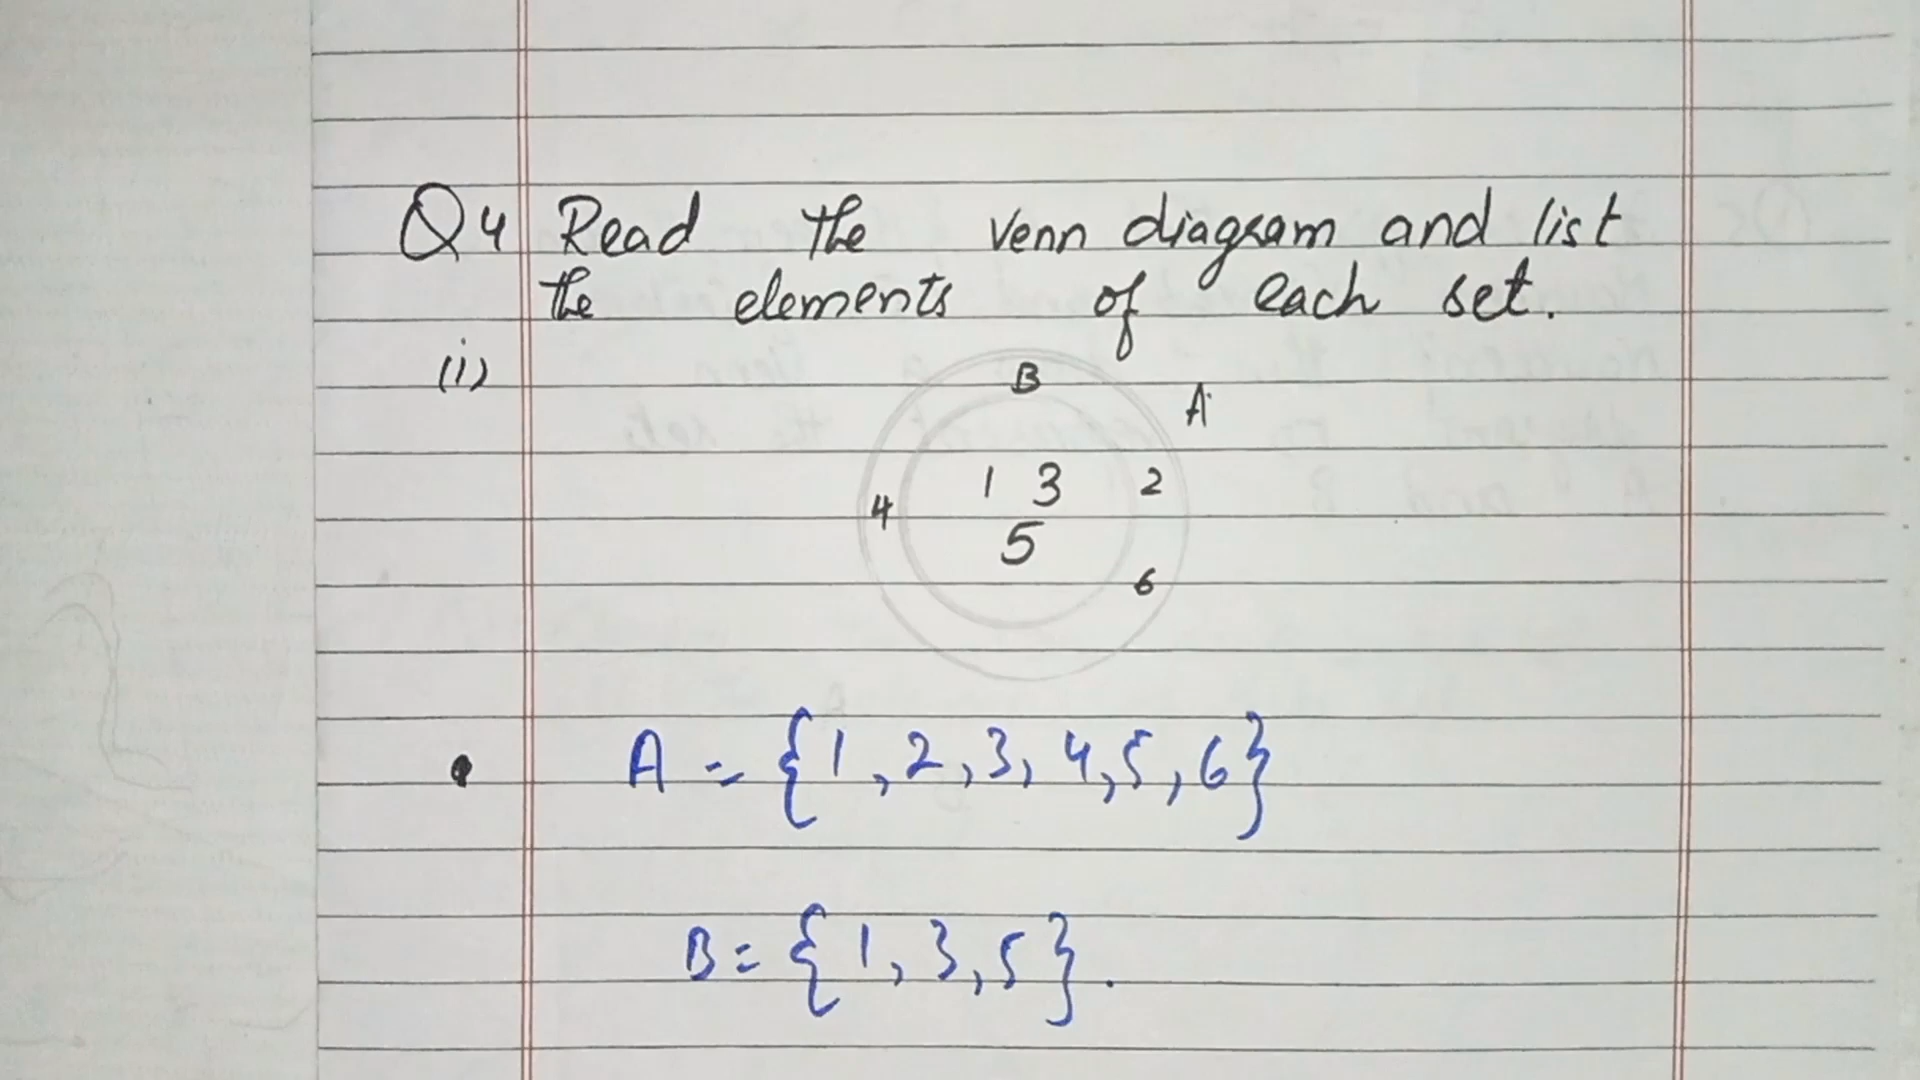 Q4 Read the venn diagram and list
the elements of each set.
(i)
B
A
1 3 2
4
5
6
A = {1, 2, 3, 4, 5, 6}
B = {1, 3, 5}.